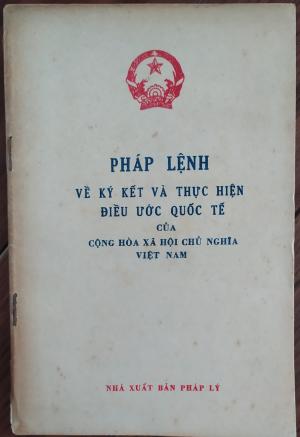 PHÁP LỆNH
VỀ KÝ KẾT VÀ THỰC HIỆN
ĐIỀU ƯỚC QUỐC TẾ
CỦA
CỘNG HÒA XÃ HỘI CHỦ NGHĨA
VIỆT NAM
NHÀ XUẤT BẢN PHÁP LÝ